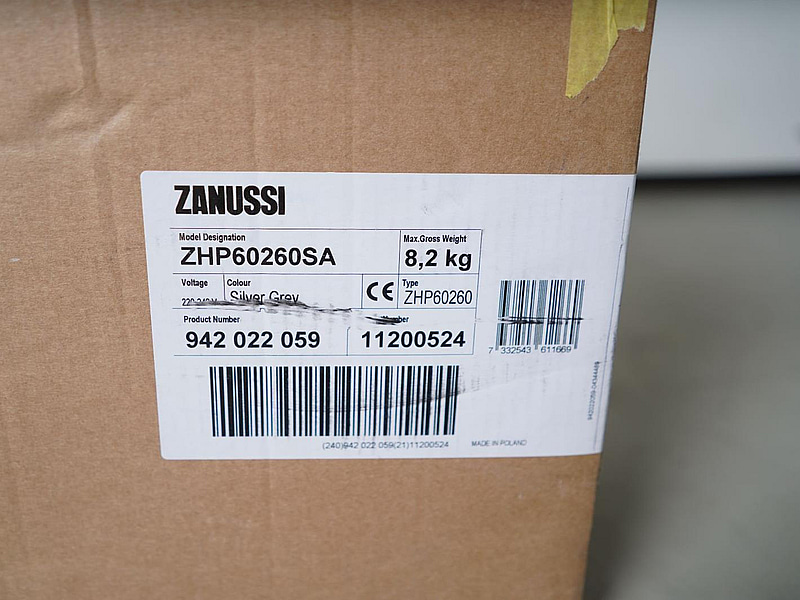 ZANUSSI
Model Designation
ZHP60260SA
Max.Gross Weight
8,2 kg
Voltage
Colour
Silver Grey
CE
Type
ZHP60260
Product Number
942 022 059
11200524
7 332543 611669
(240)942 022 059(21)11200524
MADE IN POLAND